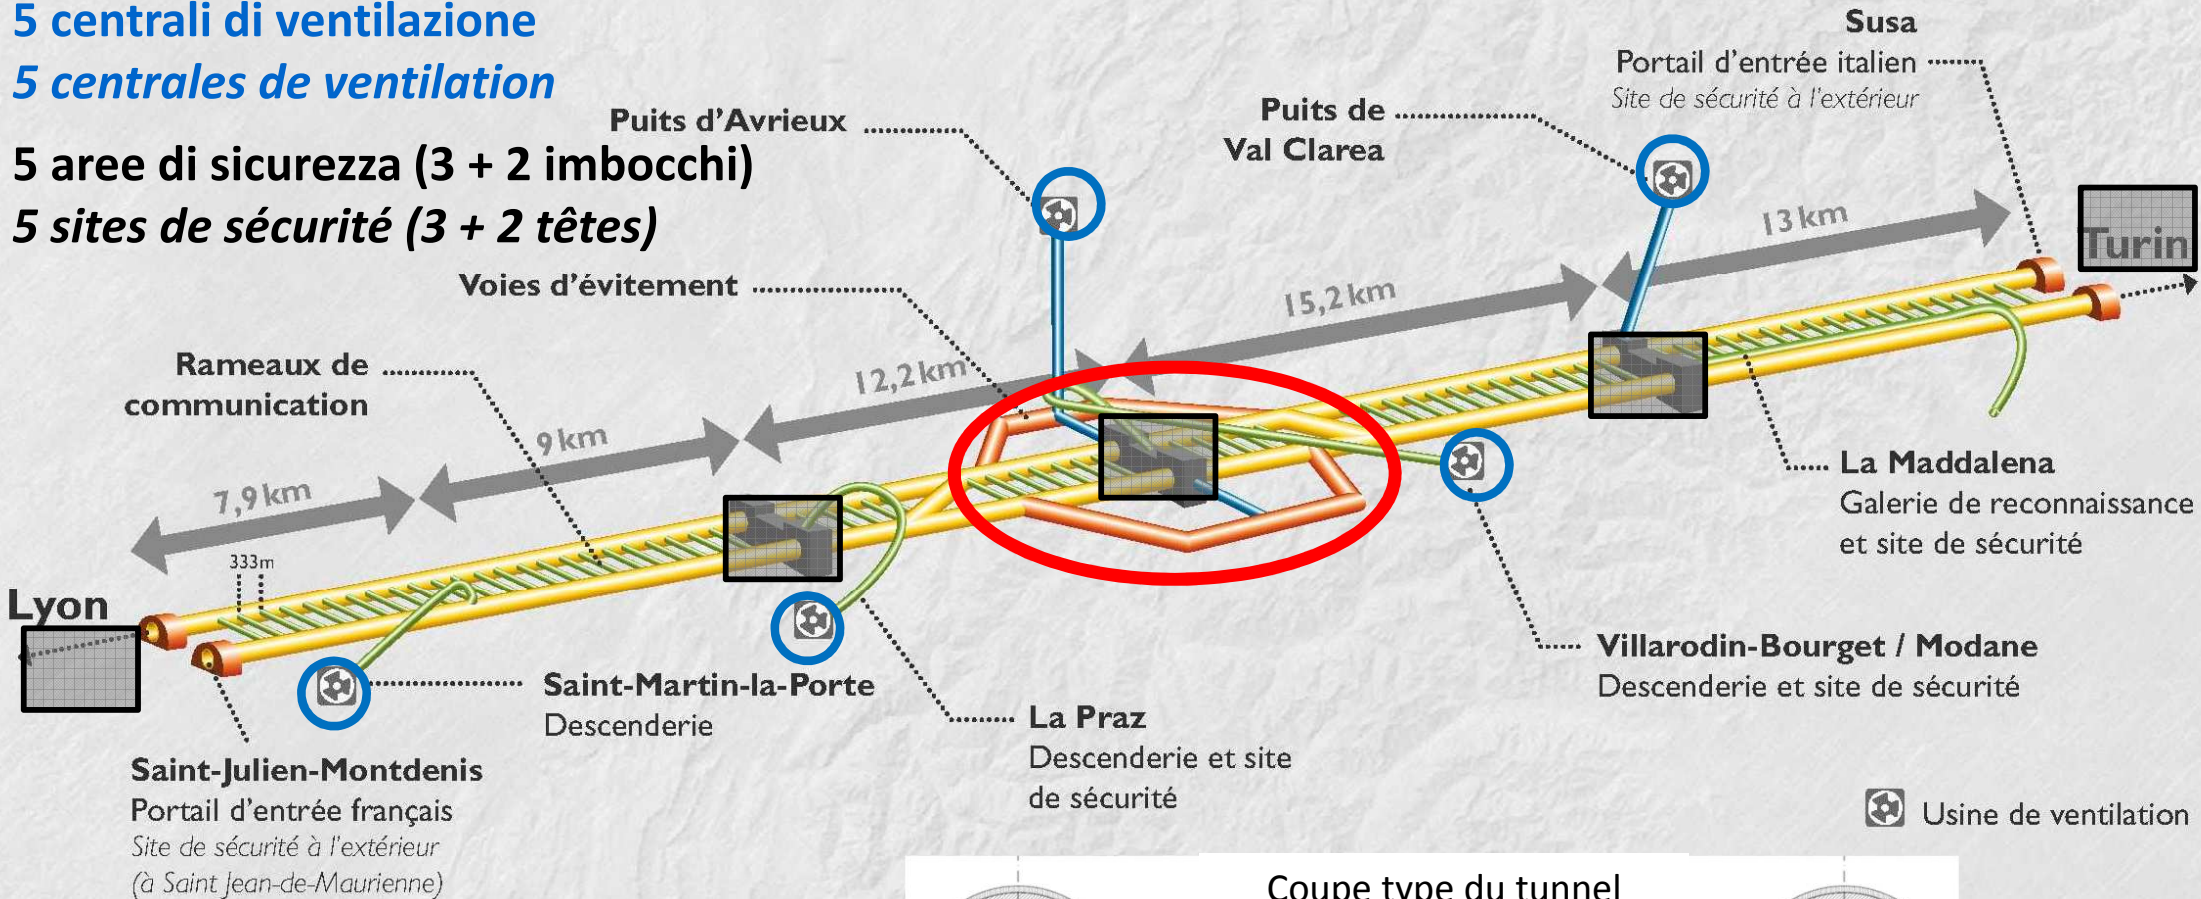 5 centrali di ventilazione
5 centrales de ventilation
5 aree di sicurezza (3 + 2 imbocchi)
5 sites de sécurité (3 + 2 têtes)
Puits d'Avrieux
Puits de
Val Clarea
Susa
Portail d'entrée italien
Site de sécurité à l'extérieur
13 km
Turin
Voies d'évitement
15,2 km
Rameaux de
communication
12,2 km
9 km
7,9 km
333m
Lyon
La Maddalena
Galerie de reconnaissance
et site de sécurité
Villarodin-Bourget / Modane
Descenderie et site de sécurité
Saint-Martin-la-Porte
Descenderie
La Praz
Descenderie et site
de sécurité
Saint-Julien-Montdenis
Portail d'entrée français
Site de sécurité à l'extérieur
(à Saint Jean-de-Maurienne)
Usine de ventilation
Coupe type du tunnel